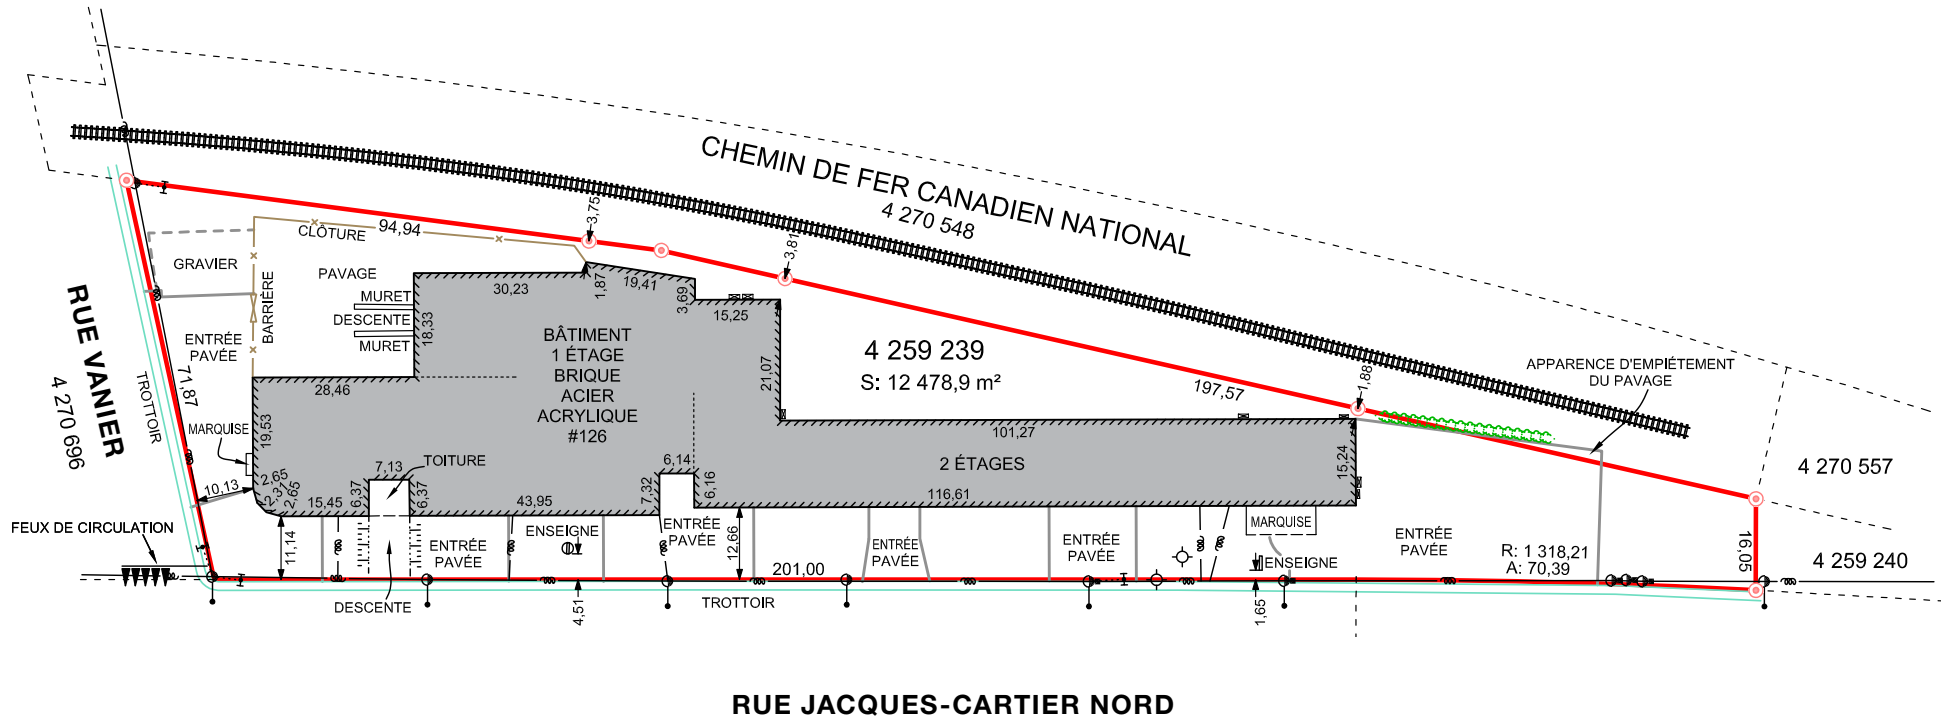 CHEMIN DE FER CANADIEN NATIONAL
4 270 548
3,75
3,81
94,94
CLÔTURE
GRAVIER
PAVAGE
BARRIÈRE
MURET
DESCENTE
MURET
ENTRÉE
PAVÉE
RUE VANIER
4 270 696
TROTTOIR
71,87
30,23
1,87
19,41
3,69
15,25
18,33
21,07
BÂTIMENT
1 ÉTAGE
BRIQUE
ACIER
ACRYLIQUE
#126
4 259 239
S: 12 478,9 m²
197,57
1,88
APPARENCE D'EMPIÉTEMENT
DU PAVAGE
28,46
19,53
MARQUISE
2,65
2,31
2,65
10,13
15,45
6,37
7,13
6,37
TOITURE
43,95
7,32
6,14
6,16
101,27
2 ÉTAGES
116,61
15,24
4 270 557
FEUX DE CIRCULATION
11,14
ENTRÉE
PAVÉE
ENSEIGNE
ENTRÉE
PAVÉE
12,66
ENTRÉE
PAVÉE
ENTRÉE
PAVÉE
MARQUISE
ENSEIGNE
ENTRÉE
PAVÉE
R: 1 318,21
A: 70,39
16,05
4 259 240
201,00
DESCENTE
4,51
TROTTOIR
1,65
RUE JACQUES-CARTIER NORD